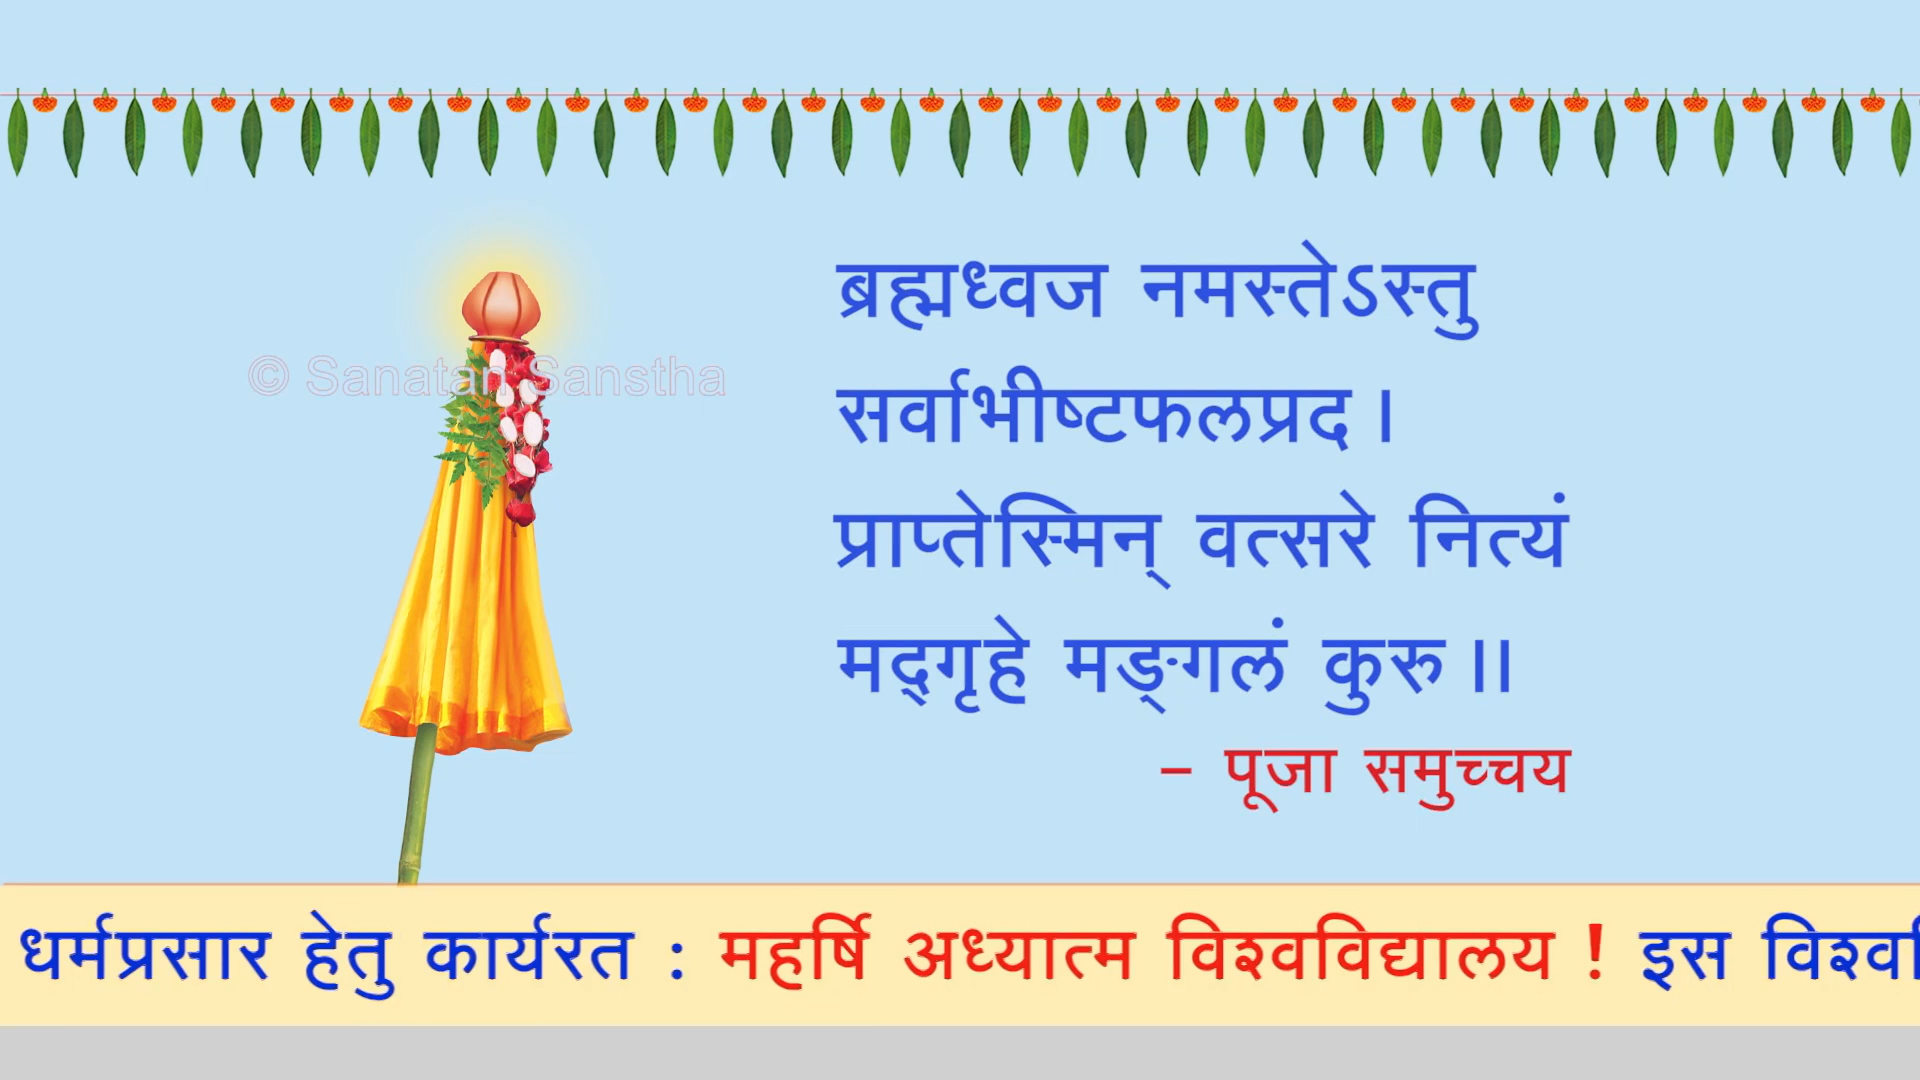 © Sanatan Sanstha
ब्रह्मध्वज नमस्तेऽस्तु
सर्वाभीष्टफलप्रद ।
प्राप्तेस्मिन् वत्सरे नित्यं
मद्गृहे मङ्गलं कुरु ।।
– पूजा समुच्चय
धर्मप्रसार हेतु कार्यरत : महर्षि अध्यात्म विश्वविद्यालय ! इस